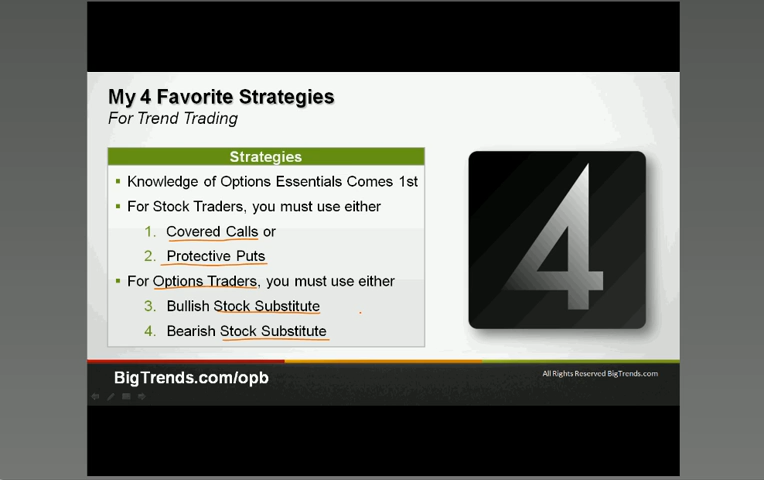 My 4 Favorite Strategies
For Trend Trading
Strategies
Knowledge of Options Essentials Comes 1st
For Stock Traders, you must use either
1. Covered Calls or
2. Protective Puts
For Options Traders, you must use either
3. Bullish Stock Substitute
4. Bearish Stock Substitute
4
BigTrends.com/opb
All Rights Reserved BigTrends.com